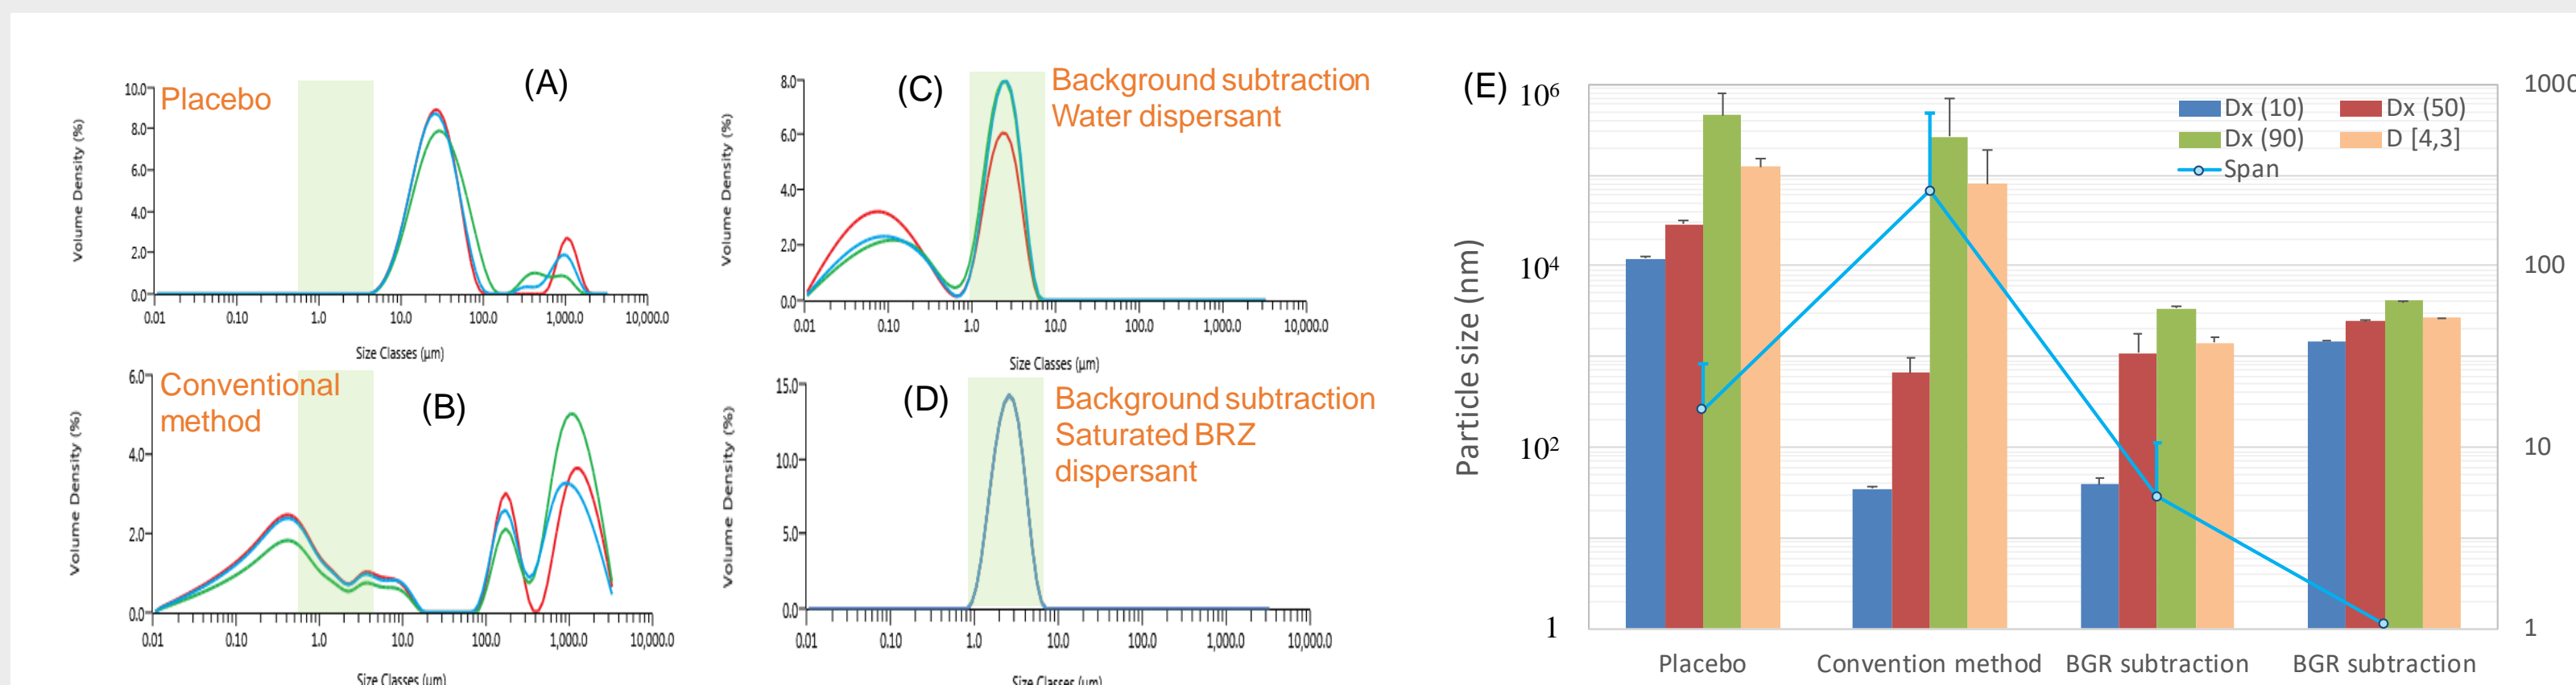 (A)
Placebo
10.0
8.0
6.0
4.0
2.0
0.0
Volume Density (%)
0.01 0.10 1.0 10.0 100.0 1,000.0 10,000.0
Size Classes (µm)
(B)
Conventional
method
6.0
4.0
2.0
0.0
Volume Density (%)
0.01 0.10 1.0 10.0 100.0 1,000.0 10,000.0
Size Classes (µm)
(C)
Background subtraction
Water dispersant
8.0
6.0
4.0
2.0
0.0
Volume Density (%)
0.01 0.10 1.0 10.0 100.0 1,000.0 10,000.0
Size Classes (µm)
(D)
Background subtraction
Saturated BRZ
dispersant
15.0
10.0
5.0
0.0
Volume Density (%)
0.01 0.10 1.0 10.0 100.0 1,000.0 10,000.0
Size Classes (µm)
(E)
10⁶
10⁴
10²
1
Particle size (nm)
Dx (10) Dx (50)
Dx (90) D [4,3]
Span
1000
100
10
1
Placebo Convention method BGR subtraction BGR subtraction